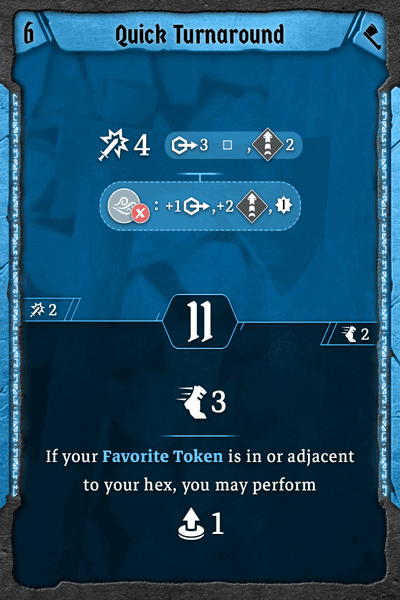 6 Quick Turnaround
4 3 , 2
: +1 , +2 , 1
2
11
2
3
If your Favorite Token is in or adjacent
to your hex, you may perform
1